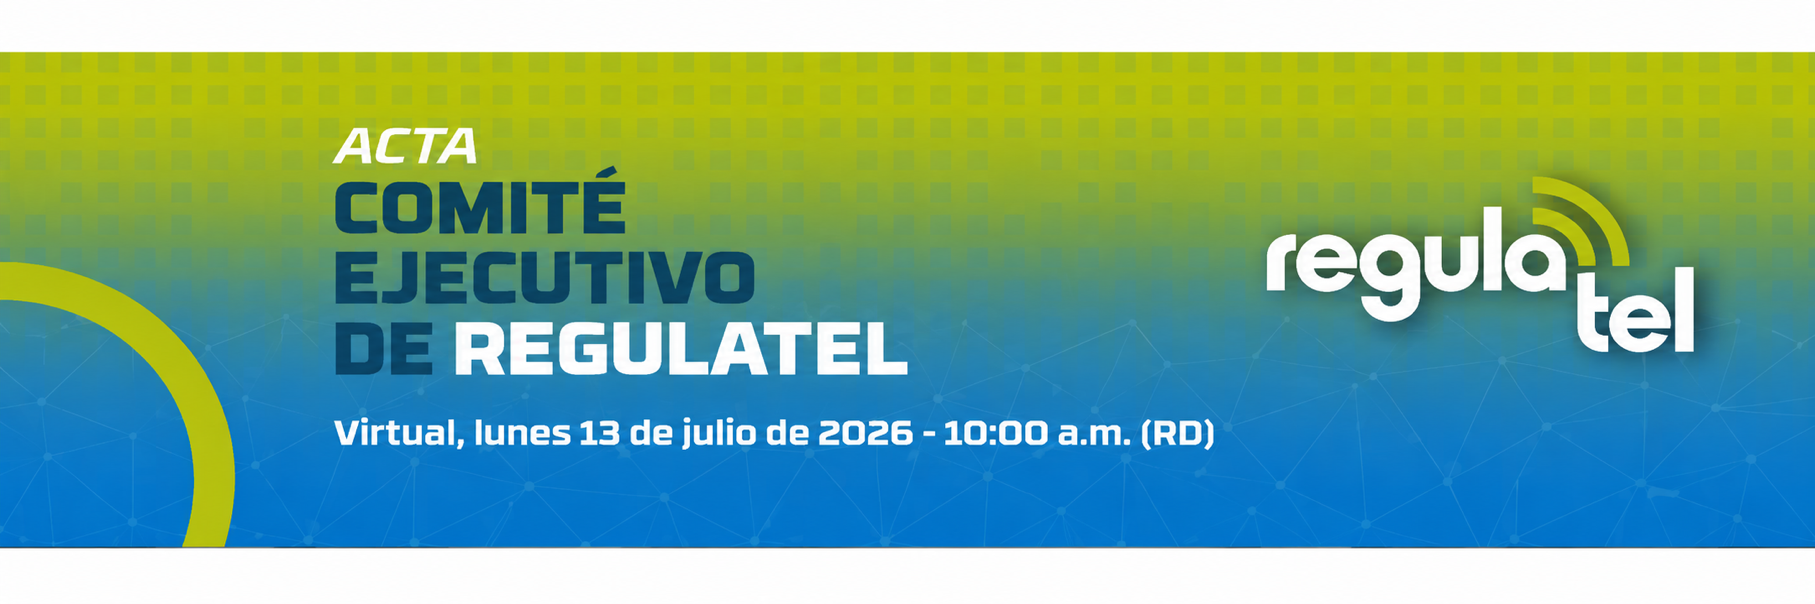 ACTA
COMITÉ
EJECUTIVO
DE REGULATEL
Virtual, lunes 13 de julio de 2026 - 10:00 a.m. (RD)
regula
tel